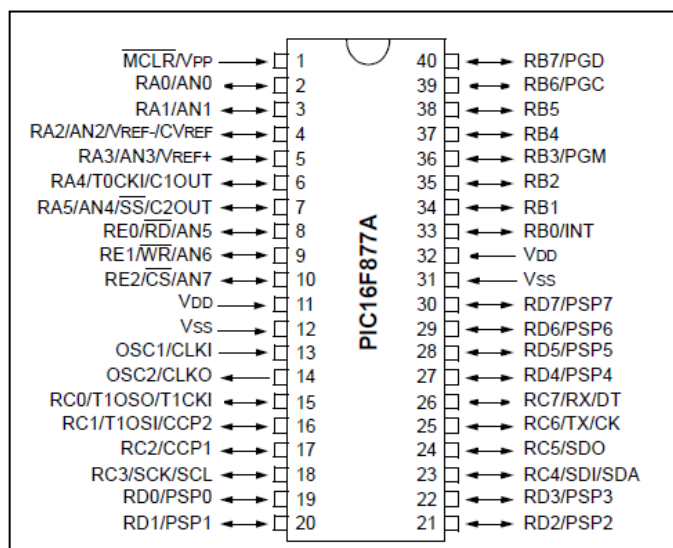 MCLR/VPP 1 40 RB7/PGD
RA0/AN0 2 39 RB6/PGC
RA1/AN1 3 38 RB5
RA2/AN2/VREF-/CVREF 4 37 RB4
RA3/AN3/VREF+ 5 36 RB3/PGM
RA4/T0CKI/C1OUT 6 35 RB2
RA5/AN4/SS/C2OUT 7 34 RB1
RE0/RD/AN5 8 33 RB0/INT
RE1/WR/AN6 9 32 VDD
RE2/CS/AN7 10 31 VSS
VDD 11 30 RD7/PSP7
VSS 12 29 RD6/PSP6
OSC1/CLKI 13 28 RD5/PSP5
OSC2/CLKO 14 27 RD4/PSP4
RC0/T1OSO/T1CKI 15 26 RC7/RX/DT
RC1/T1OSI/CCP2 16 25 RC6/TX/CK
RC2/CCP1 17 24 RC5/SDO
RC3/SCK/SCL 18 23 RC4/SDI/SDA
RD0/PSP0 19 22 RD3/PSP3
RD1/PSP1 20 21 RD2/PSP2
PIC16F877A